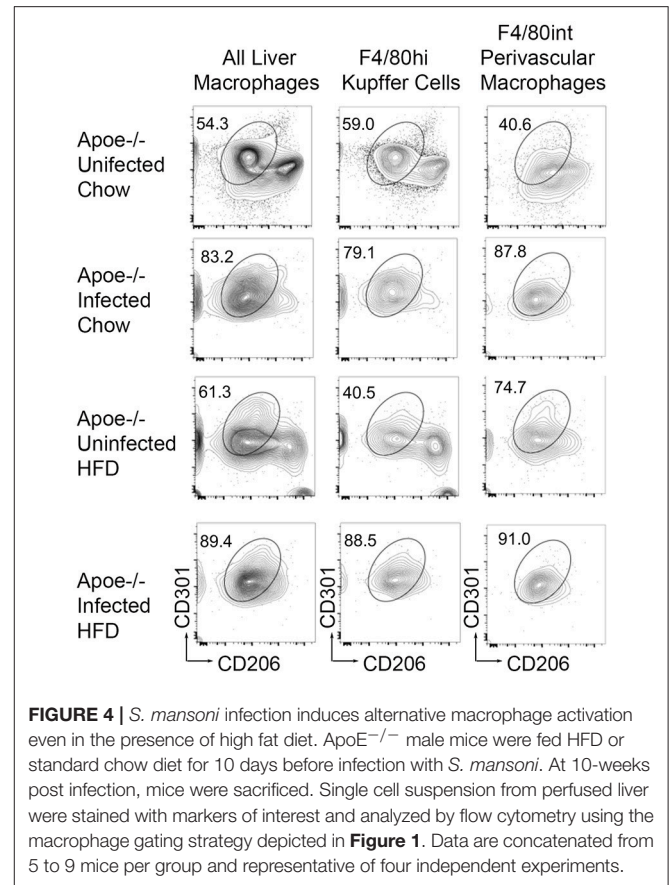 All Liver
Macrophages
F4/80hi
Kupffer Cells
F4/80int
Perivascular
Macrophages
Apoe-/-
Unifected
Chow
54.3
59.0
40.6
Apoe-/-
Infected
Chow
83.2
79.1
87.8
Apoe-/-
Uninfected
HFD
61.3
40.5
74.7
Apoe-/-
Infected
HFD
89.4
88.5
91.0
CD301
CD206
CD301
CD206
CD301
CD206
FIGURE 4 | S. mansoni infection induces alternative macrophage activation
even in the presence of high fat diet. ApoE−/− male mice were fed HFD or
standard chow diet for 10 days before infection with S. mansoni. At 10-weeks
post infection, mice were sacrificed. Single cell suspension from perfused liver
were stained with markers of interest and analyzed by flow cytometry using the
macrophage gating strategy depicted in Figure 1. Data are concatenated from
5 to 9 mice per group and representative of four independent experiments.